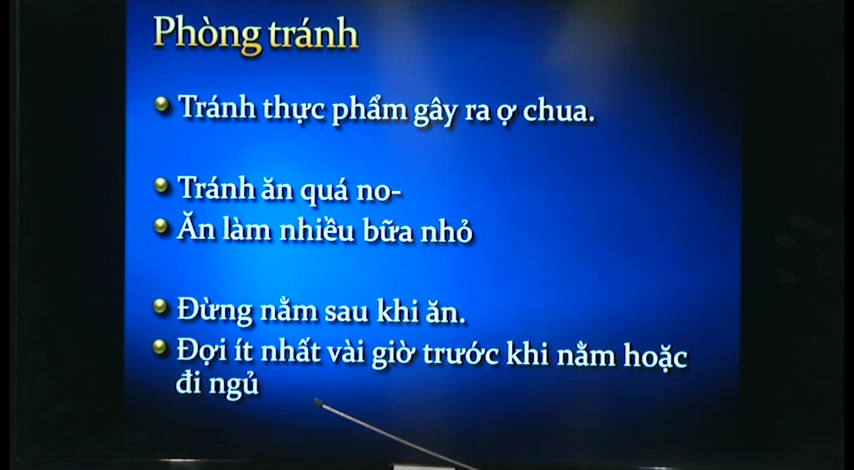 Phòng tránh
Tránh thực phẩm gây ra ợ chua.
Tránh ăn quá no-
Ăn làm nhiều bữa nhỏ
Đừng nằm sau khi ăn.
Đợi ít nhất vài giờ trước khi nằm hoặc
đi ngủ